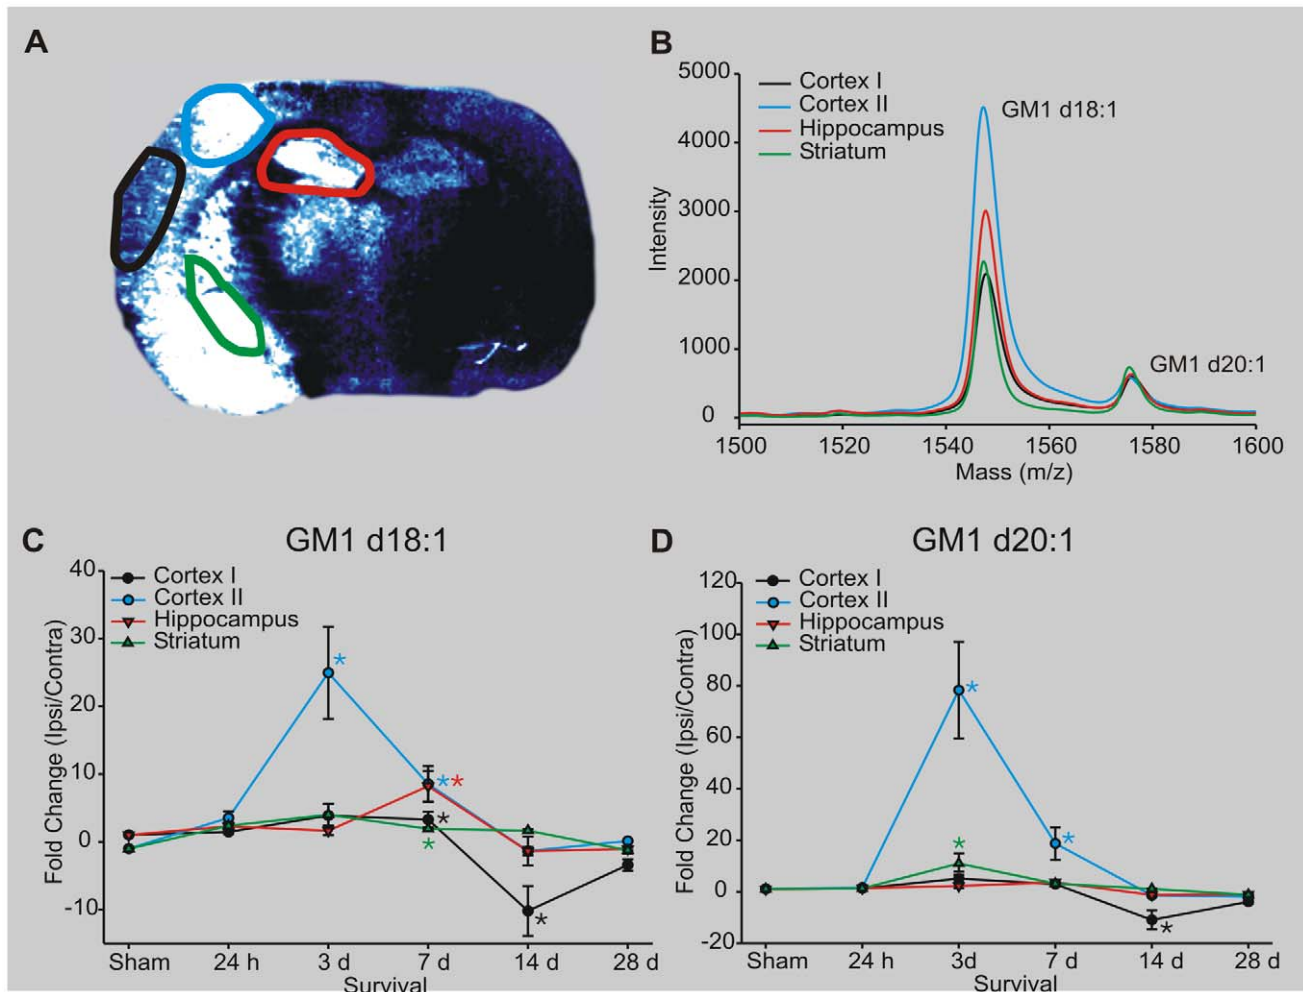 A
B
5000
4000
3000
2000
1000
0
Intensity
Cortex I
Cortex II
Hippocampus
Striatum
GM1 d18:1
GM1 d20:1
1500 1520 1540 1560 1580 1600
Mass (m/z)
C
GM1 d18:1
40
30
20
10
0
-10
Fold Change (Ipsi/Contra)
Cortex I
Cortex II
Hippocampus
Striatum
*
**
*
*
*
Sham 24 h 3 d 7 d 14 d 28 d
Survival
D
GM1 d20:1
120
100
80
60
40
20
0
-20
Fold Change (Ipsi/Contra)
Cortex I
Cortex II
Hippocampus
Striatum
*
*
*
*
Sham 24 h 3d 7 d 14 d 28 d
Survival